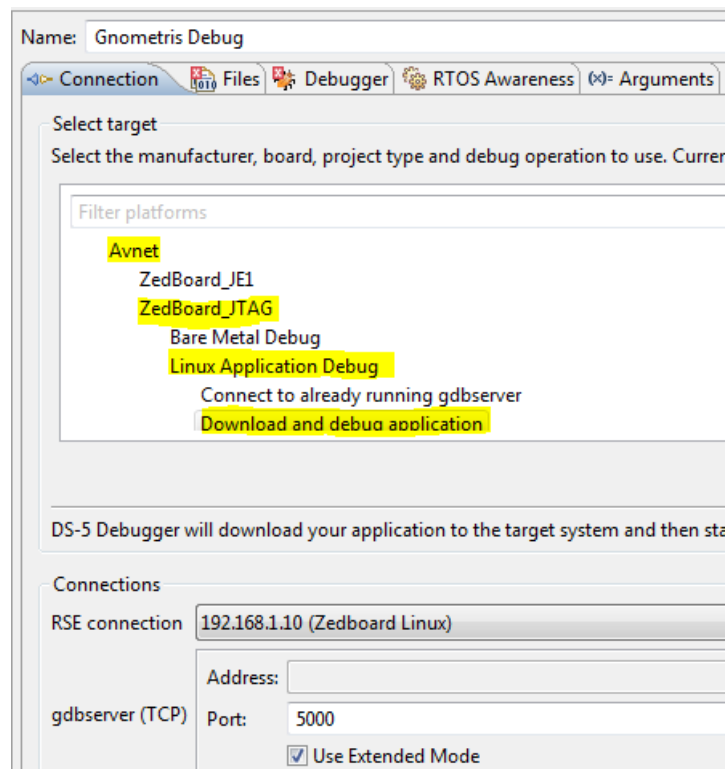 Name: Gnometris Debug
Connection Files Debugger RTOS Awareness (x)= Arguments
Select target
Select the manufacturer, board, project type and debug operation to use. Curren
Filter platforms
Avnet
ZedBoard_JE1
ZedBoard_JTAG
Bare Metal Debug
Linux Application Debug
Connect to already running gdbserver
Download and debug application
DS-5 Debugger will download your application to the target system and then sta
Connections
RSE connection 192.168.1.10 (Zedboard Linux)
Address:
gdbserver (TCP) Port: 5000
Use Extended Mode